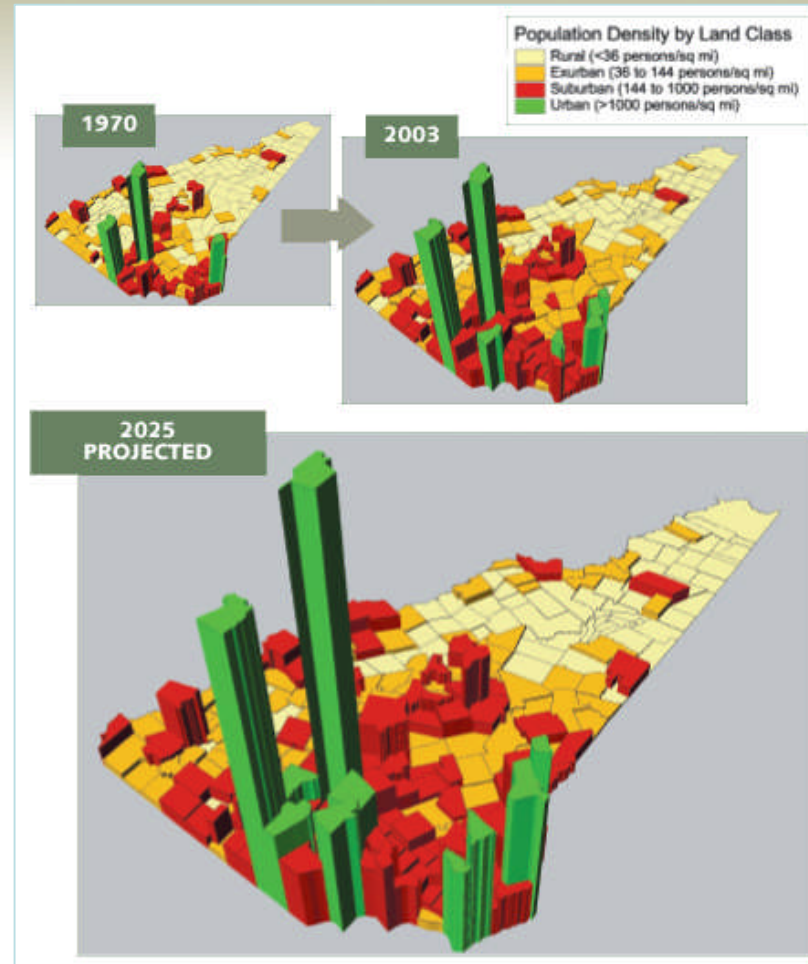 Population Density by Land Class
Rural (<36 persons/sq mi)
Exurban (36 to 144 persons/sq mi)
Suburban (144 to 1000 persons/sq mi)
Urban (>1000 persons/sq mi)
1970
2003
2025
PROJECTED